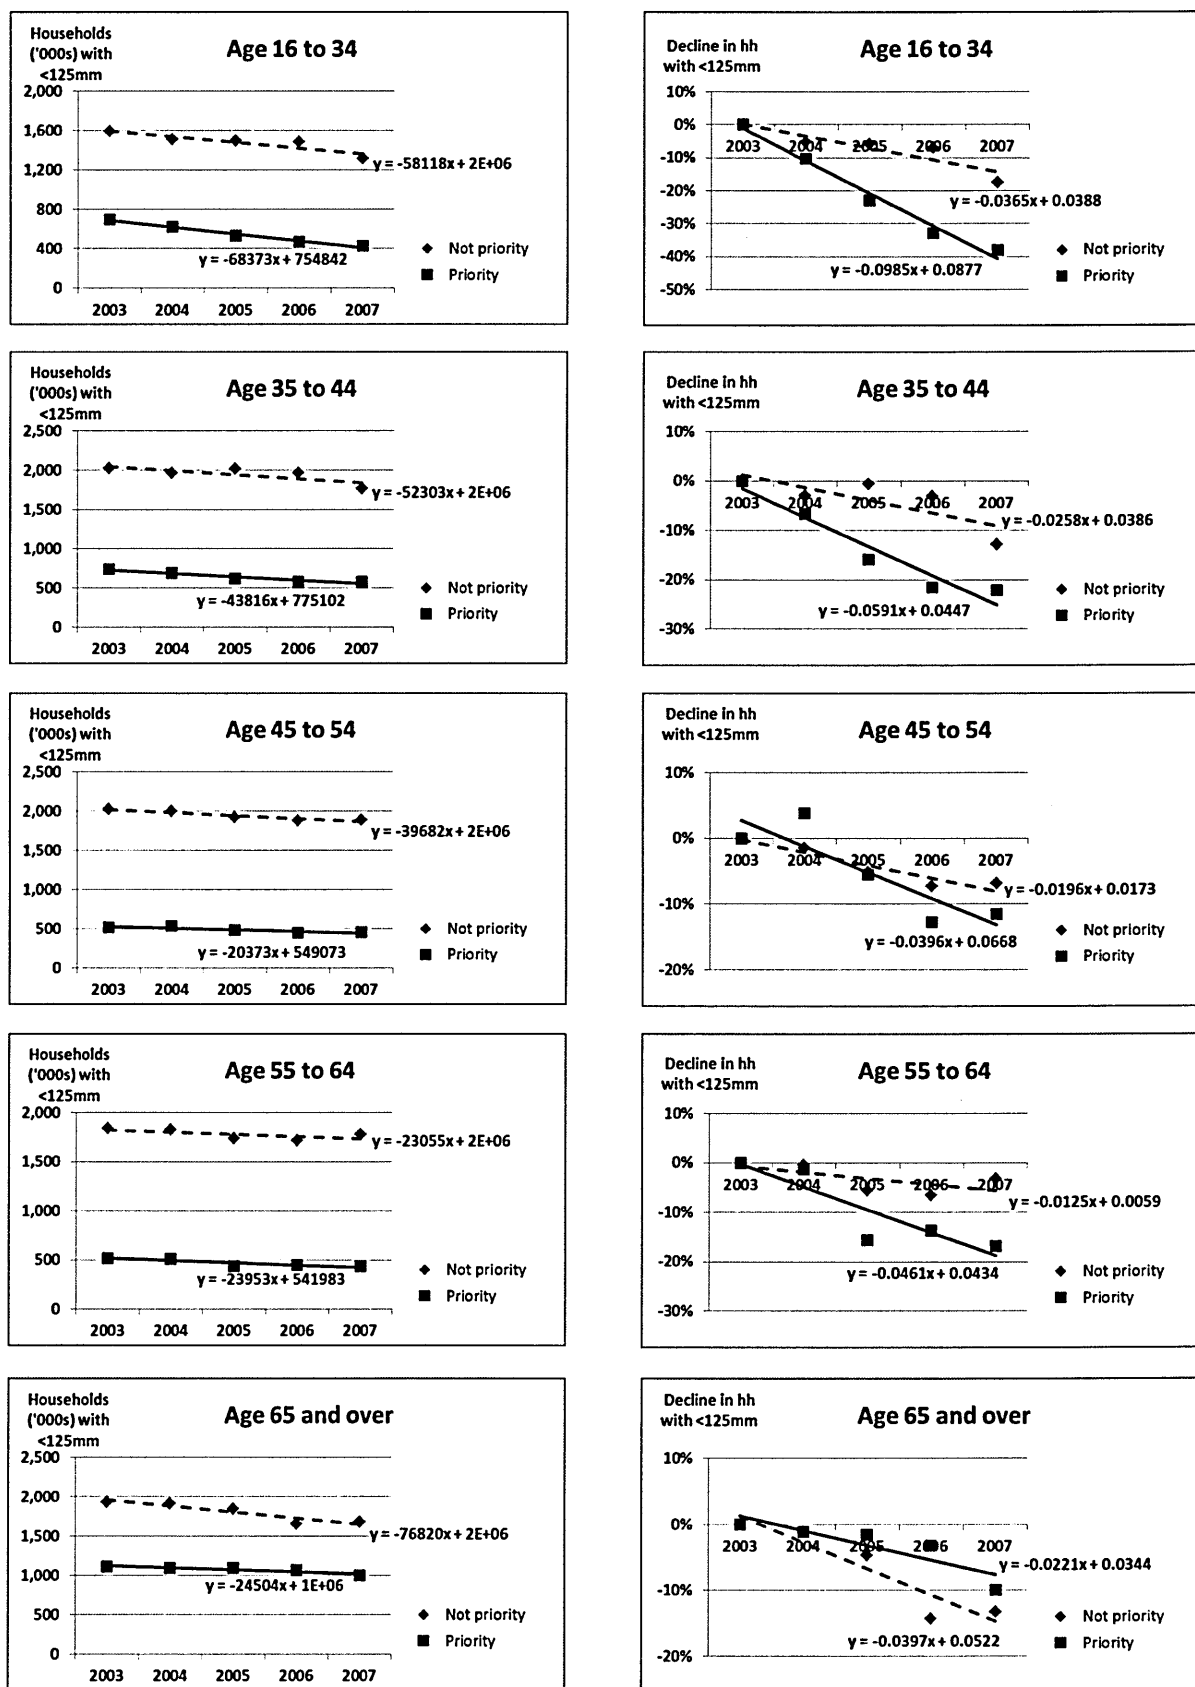 Households
('000s) with
<125mm
Age 16 to 34
2,000
1,600
1,200
800
400
0
y = -58118x + 2E+06
y = -68373x + 754842
Not priority
Priority
2003 2004 2005 2006 2007
Decline in hh
with <125mm
Age 16 to 34
10%
0%
-10%
-20%
-30%
-40%
-50%
2003 2004 2005 2006 2007
y = -0.0365x + 0.0388
y = -0.0985x + 0.0877
Not priority
Priority
Households
('000s) with
<125mm
Age 35 to 44
2,500
2,000
1,500
1,000
500
0
y = -52303x + 2E+06
y = -43816x + 775102
Not priority
Priority
2003 2004 2005 2006 2007
Decline in hh
with <125mm
Age 35 to 44
10%
0%
-10%
-20%
-30%
2003 2004 2005 2006 2007
y = -0.0258x + 0.0386
y = -0.0591x + 0.0447
Not priority
Priority
Households
('000s) with
<125mm
Age 45 to 54
2,500
2,000
1,500
1,000
500
0
y = -39682x + 2E+06
y = -20373x + 549073
Not priority
Priority
2003 2004 2005 2006 2007
Decline in hh
with <125mm
Age 45 to 54
10%
0%
-10%
-20%
2003 2004 2005 2006 2007
y = -0.0196x + 0.0173
y = -0.0396x + 0.0668
Not priority
Priority
Households
('000s) with
<125mm
Age 55 to 64
2,000
1,500
1,000
500
0
y = -23055x + 2E+06
y = -23953x + 541983
Not priority
Priority
2003 2004 2005 2006 2007
Decline in hh
with <125mm
Age 55 to 64
10%
0%
-10%
-20%
-30%
2003 2004 2005 2006 2007
y = -0.0125x + 0.0059
y = -0.0461x + 0.0434
Not priority
Priority
Households
('000s) with
<125mm
Age 65 and over
2,500
2,000
1,500
1,000
500
0
y = -76820x + 2E+06
y = -24504x + 1E+06
Not priority
Priority
2003 2004 2005 2006 2007
Decline in hh
with <125mm
Age 65 and over
10%
0%
-10%
-20%
2003 2004 2005 2006 2007
y = -0.0221x + 0.0344
y = -0.0397x + 0.0522
Not priority
Priority